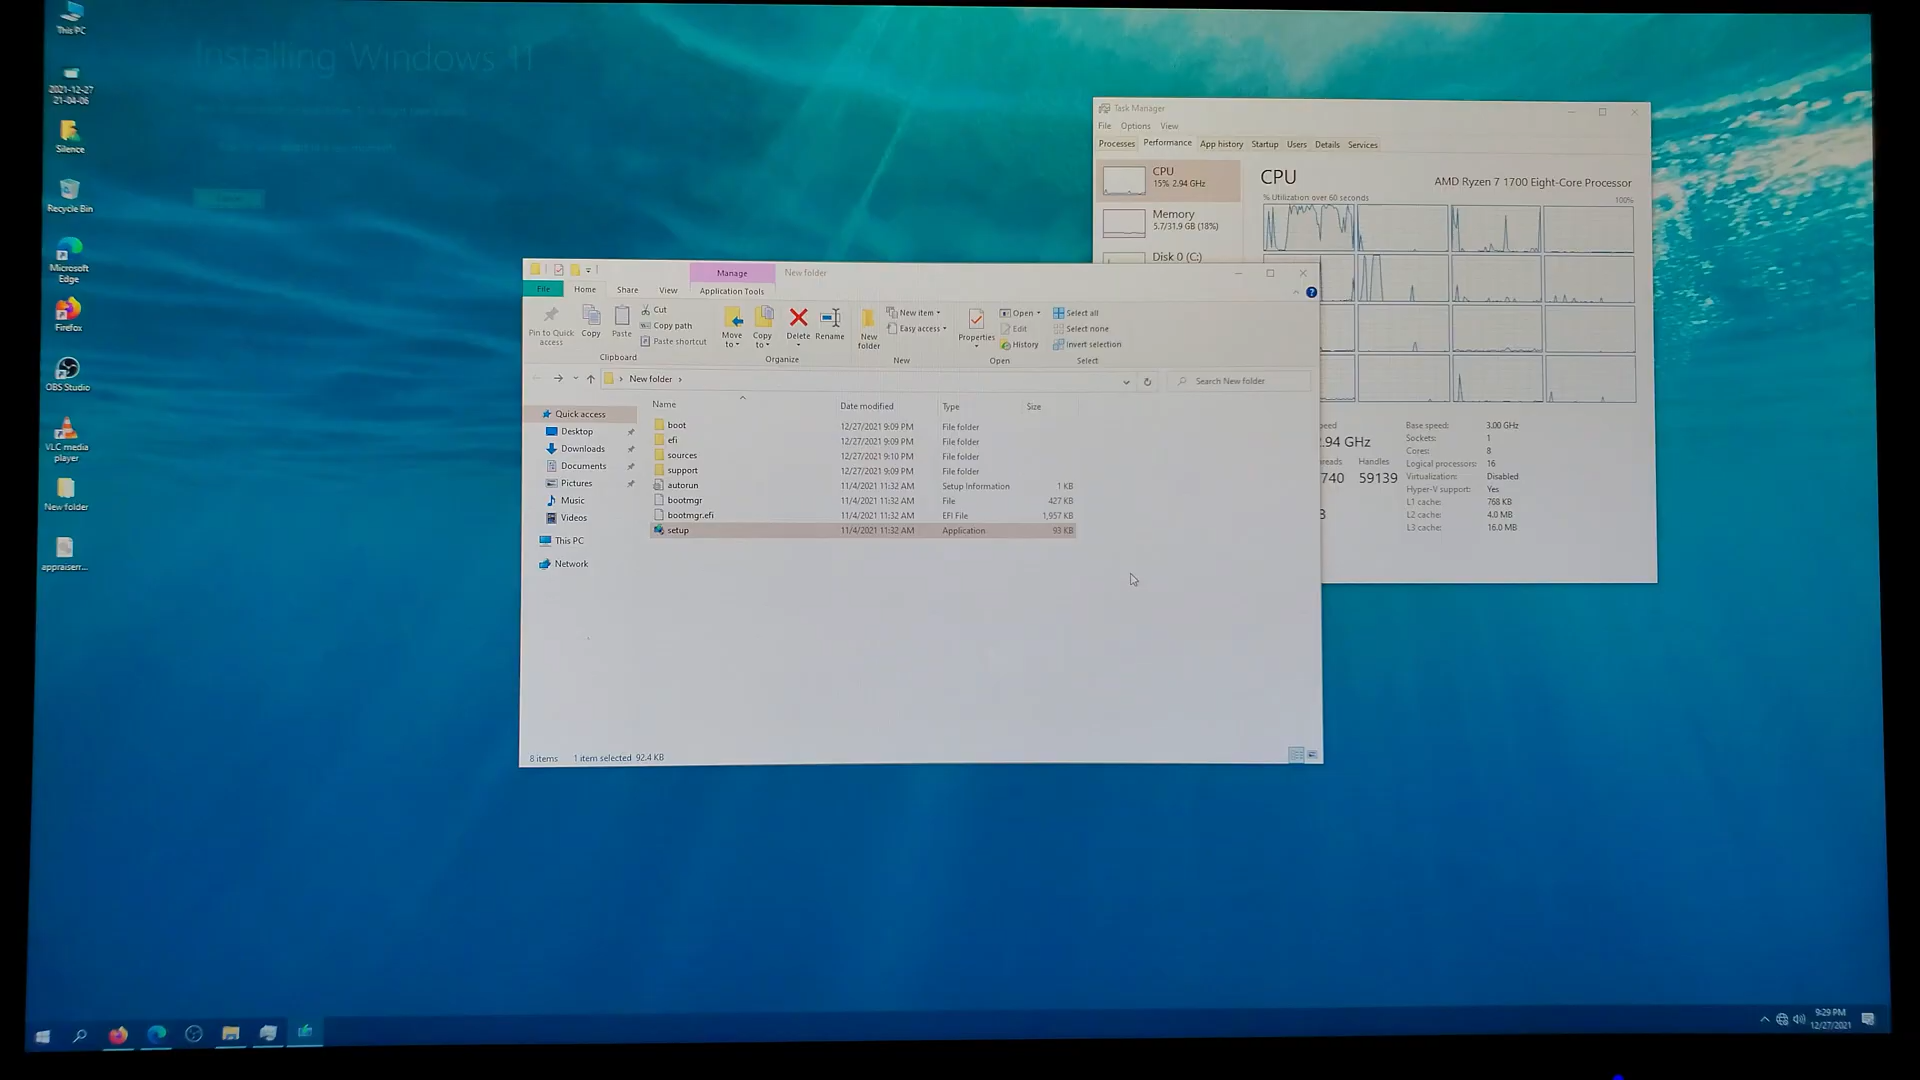 This PC
2021-12-27
21-04-06
Silence
Recycle Bin
Microsoft
Edge
Firefox
OBS Studio
VLC media
player
New folder
appraiserr...
Installing Windows 11
Task Manager
File Options View
Processes Performance App history Startup Users Details Services
CPU
15% 2.94 GHz
Memory
5.7/31.9 GB (18%)
Disk 0 (C:)
CPU
AMD Ryzen 7 1700 Eight-Core Processor
% Utilization over 60 seconds
100%
Base speed: 3.00 GHz
Sockets: 1
Cores: 8
Logical processors: 16
Virtualization: Disabled
Hyper-V support: Yes
L1 cache: 768 KB
L2 cache: 4.0 MB
L3 cache: 16.0 MB
Handles
740 59139
Manage New folder
File Home Share View Application Tools
Pin to Quick
access
Copy
Paste
Cut
Copy path
Paste shortcut
Clipboard
Move
to
Copy
to
Delete
Rename
Organize
New
folder
New item
Easy access
New
Properties
Open
Edit
History
Open
Select all
Select none
Invert selection
Select
New folder
Search New folder
Quick access
Desktop
Downloads
Documents
Pictures
Music
Videos
This PC
Network
Name Date modified Type Size
boot 12/27/2021 9:09 PM File folder
efi 12/27/2021 9:09 PM File folder
sources 12/27/2021 9:10 PM File folder
support 12/27/2021 9:09 PM File folder
autorun 11/4/2021 11:32 AM Setup Information 1 KB
bootmgr 11/4/2021 11:32 AM File 427 KB
bootmgr.efi 11/4/2021 11:32 AM EFI File 1,957 KB
setup 11/4/2021 11:32 AM Application 93 KB
8 items 1 item selected 92.4 KB
9:29 PM
12/27/2021